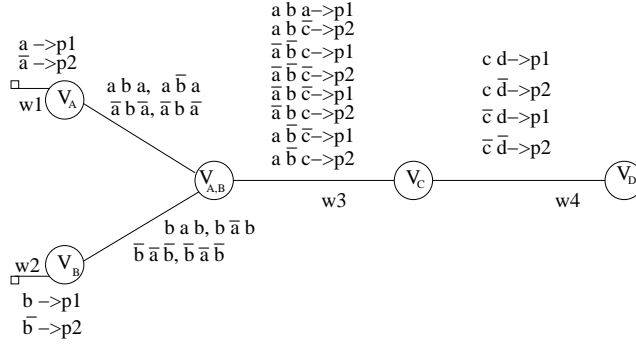 a –>p1
a̅ –>p2
w1
V_A
a b a, a b̅ a
a̅ b a̅, a̅ b a̅
a b a –>p1
a b c̅–>p2
a̅ b̅ c–>p1
a̅ b̅ c̅–>p2
a̅ b c̅–>p1
a̅ b c–>p2
a b̅ c̅–>p1
a b̅ c–>p2
c d–>p1
c d̅–>p2
c̅ d–>p1
c̅ d̅–>p2
V_A,B
w3
V_C
w4
V_D
b a b, b a̅ b
b̅ a̅ b̅, b̅ a̅ b̅
w2
V_B
b –>p1
b̅ –>p2